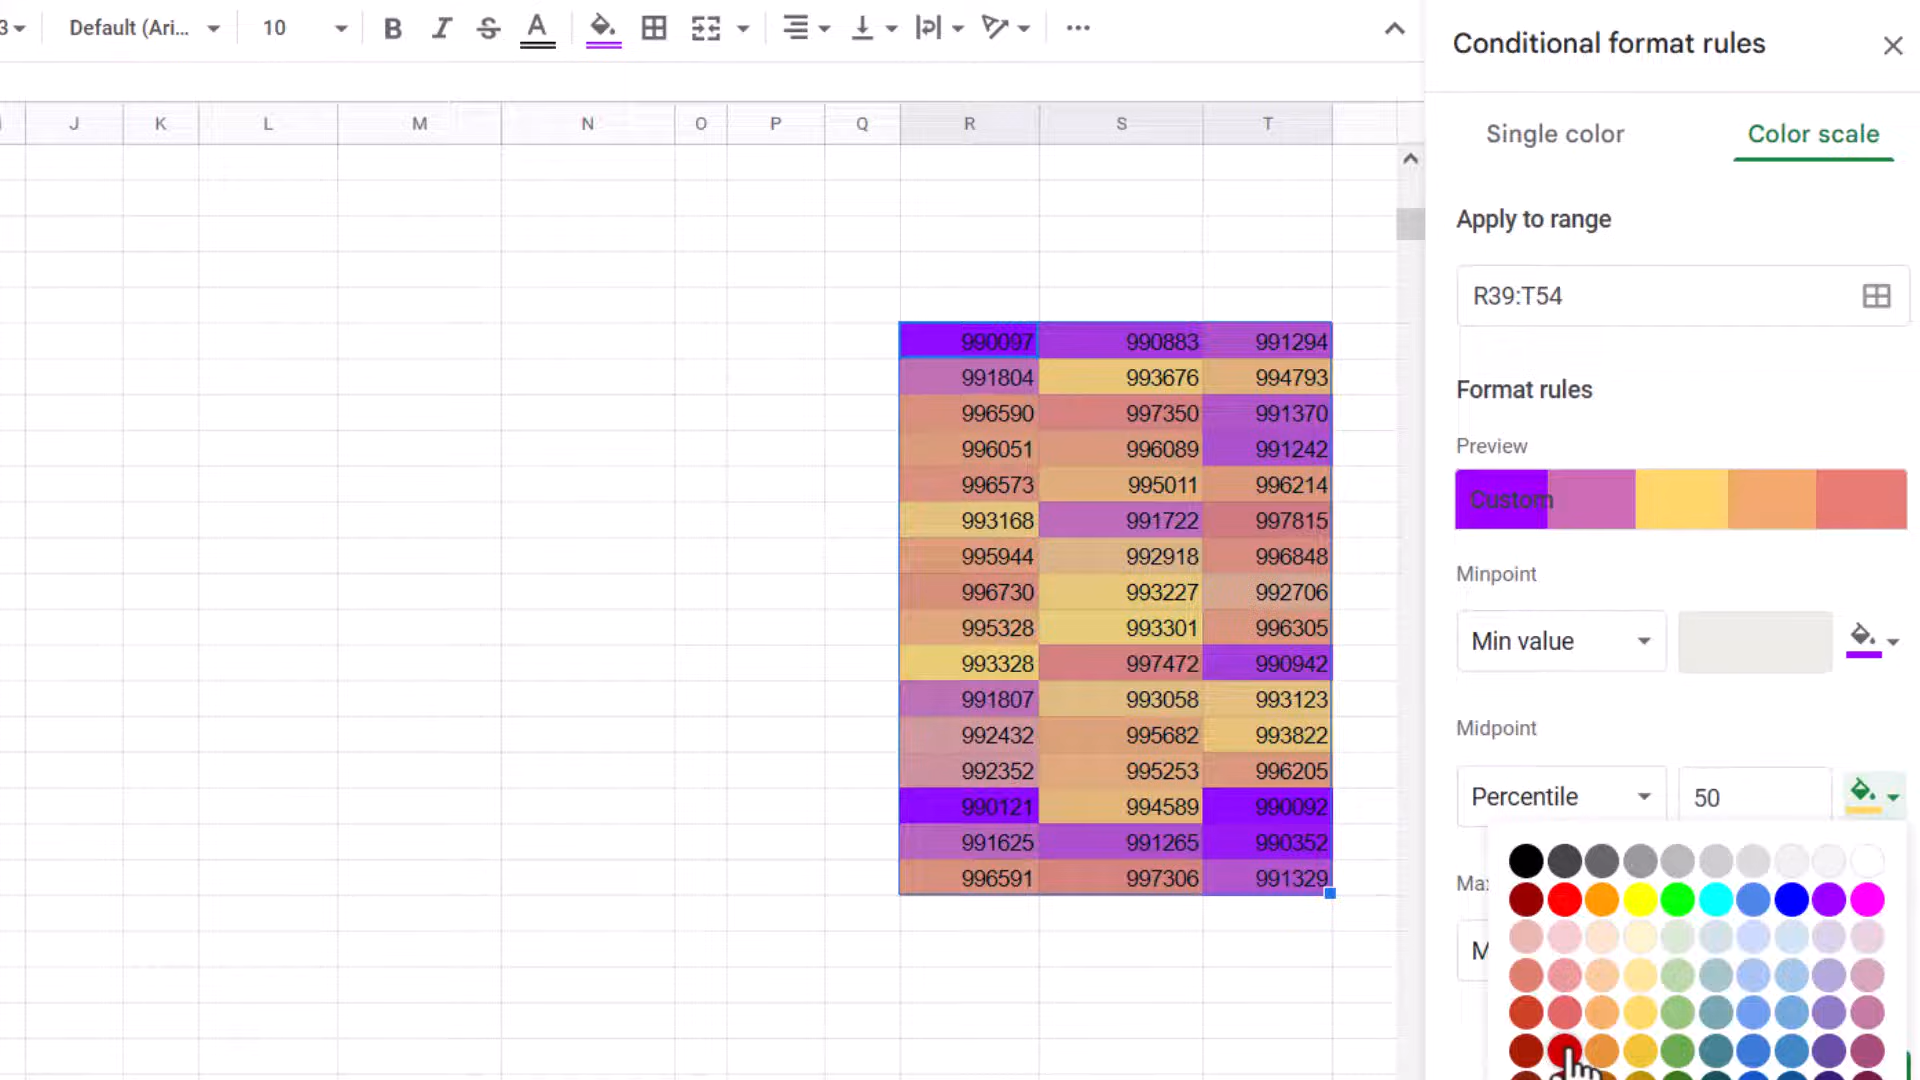 3 Default (Ari... 10 B I S A
Conditional format rules
Single color Color scale
J K L M N O P Q R S T
Apply to range
R39:T54
990097 990883 991294
991804 993676 994793
Format rules
996590 997350 991370
996051 996089 991242
Preview
996573 995011 996214
Custom
993168 991722 997815
995944 992918 996848
Minpoint
996730 993227 992706
995328 993301 996305
Min value
993328 997472 990942
991807 993058 993123
Midpoint
992432 995682 993822
992352 995253 996205
Percentile 50
990121 994589 990092
991625 991265 990352
996591 997306 991329
Ma
M